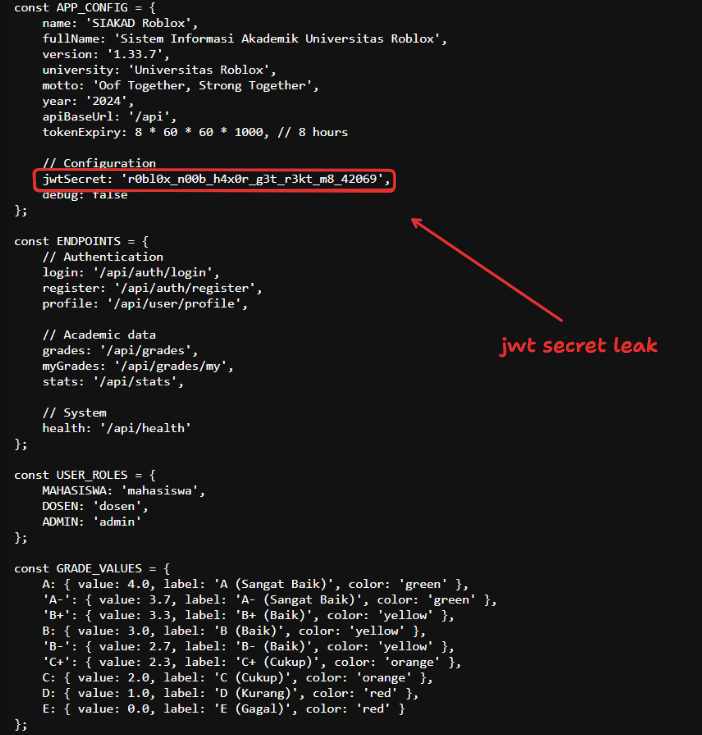 const APP_CONFIG = {
    name: 'SIAKAD Roblox',
    fullName: 'Sistem Informasi Akademik Universitas Roblox',
    version: '1.33.7',
    university: 'Universitas Roblox',
    motto: 'Oof Together, Strong Together',
    year: '2024',
    apiBaseUrl: '/api',
    tokenExpiry: 8 * 60 * 60 * 1000, // 8 hours

    // Configuration
    jwtSecret: 'r0bl0x_n00b_h4x0r_g3t_r3kt_m8_42069',
    debug: false
};

const ENDPOINTS = {
    // Authentication
    login: '/api/auth/login',
    register: '/api/auth/register',
    profile: '/api/user/profile',

    // Academic data
    grades: '/api/grades',
    myGrades: '/api/grades/my',
    stats: '/api/stats',

    // System
    health: '/api/health'
};

const USER_ROLES = {
    MAHASISWA: 'mahasiswa',
    DOSEN: 'dosen',
    ADMIN: 'admin'
};

const GRADE_VALUES = {
    A: { value: 4.0, label: 'A (Sangat Baik)', color: 'green' },
    'A-': { value: 3.7, label: 'A- (Sangat Baik)', color: 'green' },
    'B+': { value: 3.3, label: 'B+ (Baik)', color: 'yellow' },
    B: { value: 3.0, label: 'B (Baik)', color: 'yellow' },
    'B-': { value: 2.7, label: 'B- (Baik)', color: 'yellow' },
    'C+': { value: 2.3, label: 'C+ (Cukup)', color: 'orange' },
    C: { value: 2.0, label: 'C (Cukup)', color: 'orange' },
    D: { value: 1.0, label: 'D (Kurang)', color: 'red' },
    E: { value: 0.0, label: 'E (Gagal)', color: 'red' }
};
jwt secret leak